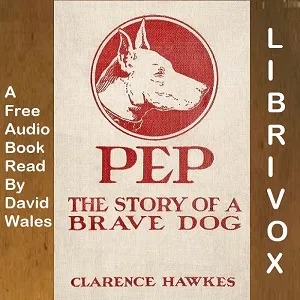 A
Free
Audio
Book
Read
By
David
Wales
PEP
THE STORY OF A
BRAVE DOG
CLARENCE HAWKES
LIBRIVOX